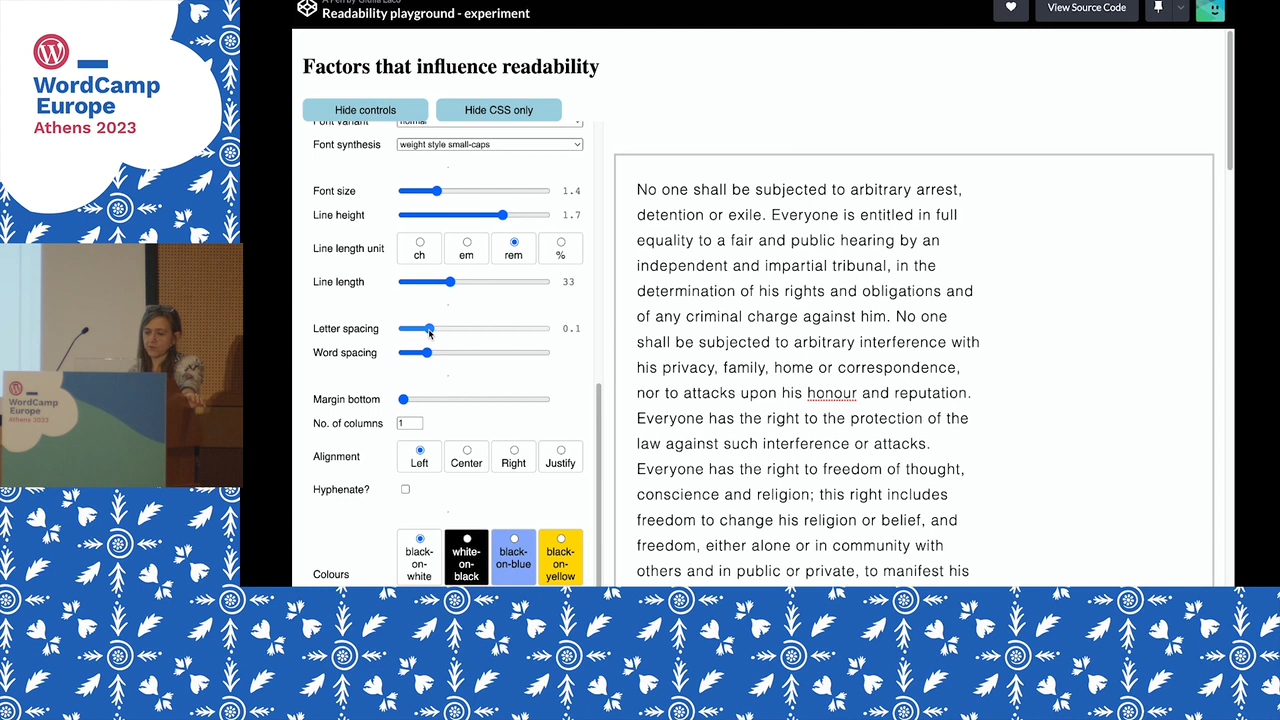 WordCamp
Europe
Athens 2023
WordCamp
Europe
Athens 2023
Readability playground - experiment
View Source Code
Factors that influence readability
Hide controls
Hide CSS only
Font variant
normal
Font synthesis
weight style small-caps
Font size
1.4
Line height
1.7
Line length unit
ch
em
rem
%
Line length
33
Letter spacing
0.1
Word spacing
Margin bottom
No. of columns
1
Alignment
Left
Center
Right
Justify
Hyphenate?
Colours
black-
on-
white
white-
on-
black
black-
on-blue
black-
on-
yellow
No one shall be subjected to arbitrary arrest,
detention or exile. Everyone is entitled in full
equality to a fair and public hearing by an
independent and impartial tribunal, in the
determination of his rights and obligations and
of any criminal charge against him. No one
shall be subjected to arbitrary interference with
his privacy, family, home or correspondence,
nor to attacks upon his honour and reputation.
Everyone has the right to the protection of the
law against such interference or attacks.
Everyone has the right to freedom of thought,
conscience and religion; this right includes
freedom to change his religion or belief, and
freedom, either alone or in community with
others and in public or private, to manifest his